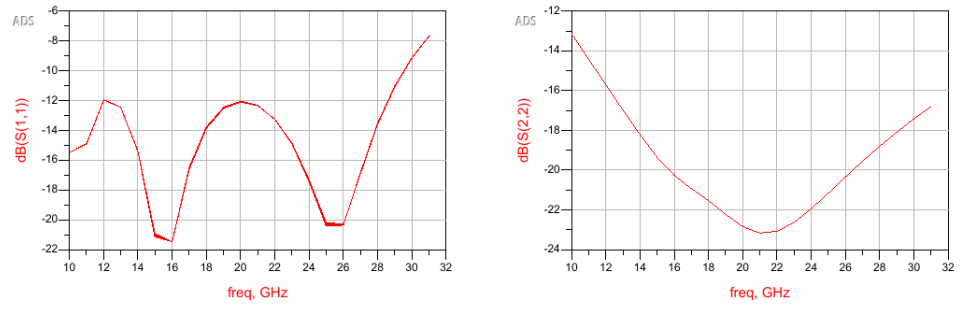 ADS
dB(S(1,1))
-6
-8
-10
-12
-14
-16
-18
-20
-22
10 12 14 16 18 20 22 24 26 28 30 32
freq, GHz
ADS
dB(S(2,2))
-12
-14
-16
-18
-20
-22
-24
10 12 14 16 18 20 22 24 26 28 30 32
freq, GHz